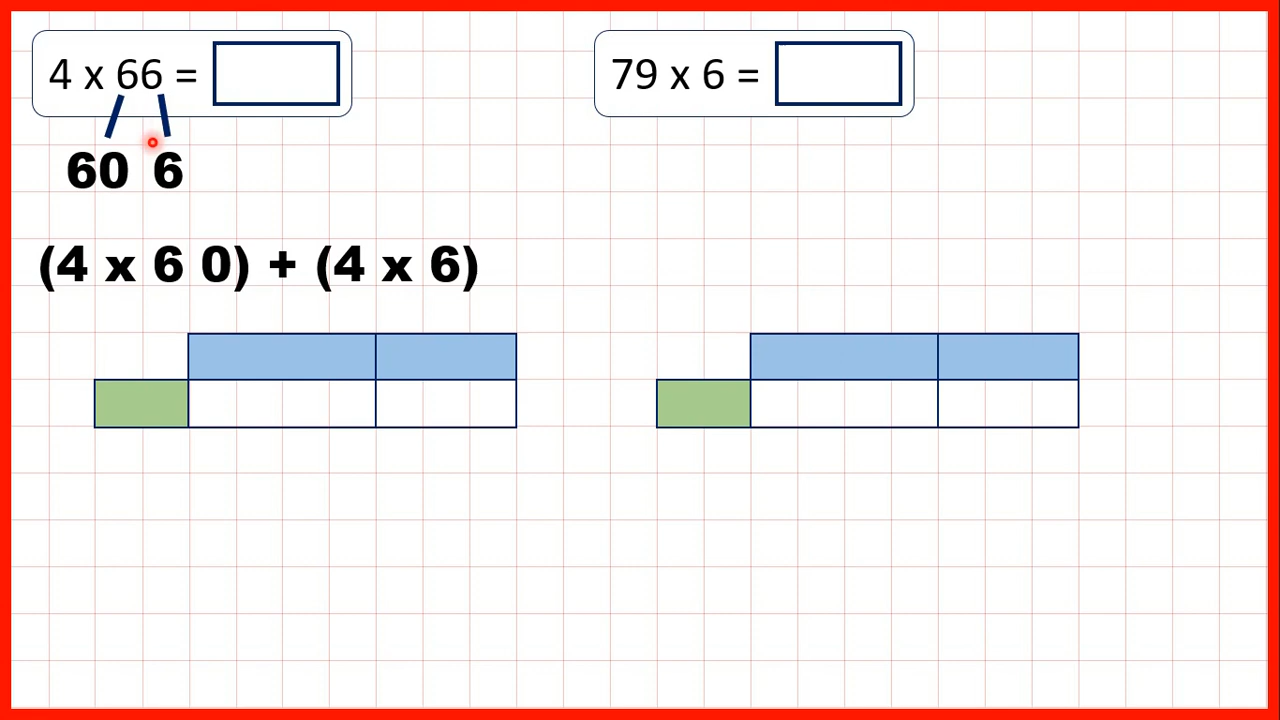 4 x 66 =
60 6
(4 x 6 0) + (4 x 6)
79 x 6 =